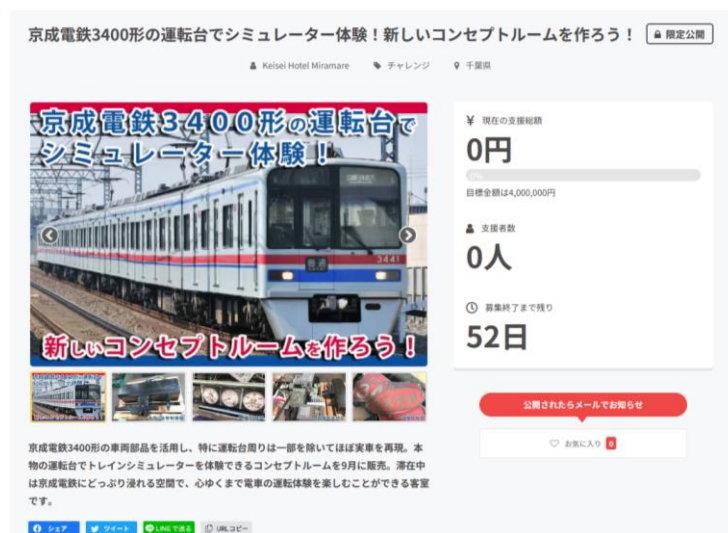 京成電鉄3400形の運転台でシミュレーター体験！新しいコンセプトルームを作ろう！
限定公開
Keisei Hotel Miramare チャレンジ 千葉県
京成電鉄3400形の運転台で
シミュレーター体験！
普通
3441
新しいコンセプトルームを作ろう！
¥ 現在の支援総額
0円
0%
目標金額は4,000,000円
支援者数
0人
募集終了まで残り
52日
公開されたらメールでお知らせ
お気に入り 0
京成電鉄3400形の車両部品を活用し、特に運転台周りは一部を除いてほぼ実車を再現。本
物の運転台でトレインシミュレーターを体験できるコンセプトルームを9月に販売。滞在中
は京成電鉄にどっぷり浸れる空間で、心ゆくまで電車の運転体験を楽しむことができる客室
です。
シェア ツイート LINEで送る URLコピー